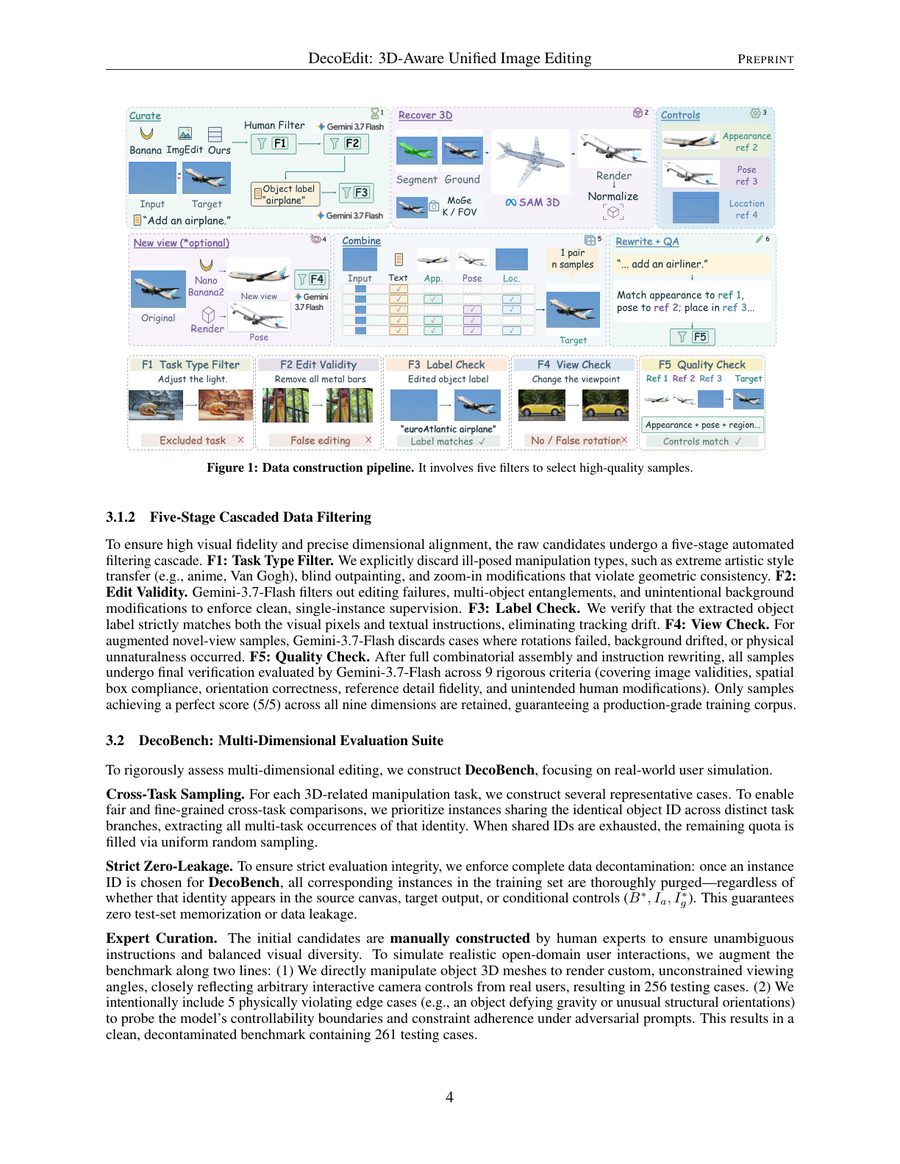 DecoEdit: 3D-Aware Unified Image Editing
PREPRINT
Curate
1
Banana ImgEdit Ours
Human Filter
F1
Gemini 3.7 Flash
F2
Input
Target
Object label
"airplane"
F3
Gemini 3.7 Flash
"Add an airplane."
Recover 3D
2
Segment Ground
MoGe
K / FOV
SAM 3D
Render
Normalize
Controls
3
Appearance
ref 2
Pose
ref 3
Location
ref 4
New view (*optional)
4
Original
Nano
Banana2
Render
New view
Pose
F4
Gemini
3.7 Flash
Combine
5
Input Text App. Pose Loc.
1 pair
n samples
Target
Rewrite + QA
6
"... add an airliner."
Match appearance to ref 1,
pose to ref 2; place in ref 3...
F5
F1 Task Type Filter
Adjust the light.
Excluded task ×
F2 Edit Validity
Remove all metal bars
False editing ×
F3 Label Check
Edited object label
"euroAtlantic airplane"
Label matches ✓
F4 View Check
Change the viewpoint
No / False rotation×
F5 Quality Check
Ref 1 Ref 2 Ref 3 Target
Appearance + pose + region...
Controls match ✓
Figure 1: Data construction pipeline. It involves five filters to select high-quality samples.
3.1.2 Five-Stage Cascaded Data Filtering
To ensure high visual fidelity and precise dimensional alignment, the raw candidates undergo a five-stage automated
filtering cascade. F1: Task Type Filter. We explicitly discard ill-posed manipulation types, such as extreme artistic style
transfer (e.g., anime, Van Gogh), blind outpainting, and zoom-in modifications that violate geometric consistency. F2:
Edit Validity. Gemini-3.7-Flash filters out editing failures, multi-object entanglements, and unintentional background
modifications to enforce clean, single-instance supervision. F3: Label Check. We verify that the extracted object
label strictly matches both the visual pixels and textual instructions, eliminating tracking drift. F4: View Check. For
augmented novel-view samples, Gemini-3.7-Flash discards cases where rotations failed, background drifted, or physical
unnaturalness occurred. F5: Quality Check. After full combinatorial assembly and instruction rewriting, all samples
undergo final verification evaluated by Gemini-3.7-Flash across 9 rigorous criteria (covering image validities, spatial
box compliance, orientation correctness, reference detail fidelity, and unintended human modifications). Only samples
achieving a perfect score (5/5) across all nine dimensions are retained, guaranteeing a production-grade training corpus.
3.2 DecoBench: Multi-Dimensional Evaluation Suite
To rigorously assess multi-dimensional editing, we construct DecoBench, focusing on real-world user simulation.
Cross-Task Sampling. For each 3D-related manipulation task, we construct several representative cases. To enable
fair and fine-grained cross-task comparisons, we prioritize instances sharing the identical object ID across distinct task
branches, extracting all multi-task occurrences of that identity. When shared IDs are exhausted, the remaining quota is
filled via uniform random sampling.
Strict Zero-Leakage. To ensure strict evaluation integrity, we enforce complete data decontamination: once an instance
ID is chosen for DecoBench, all corresponding instances in the training set are thoroughly purged—regardless of
whether that identity appears in the source canvas, target output, or conditional controls (B*, Iₐ, I*_g). This guarantees
zero test-set memorization or data leakage.
Expert Curation. The initial candidates are manually constructed by human experts to ensure unambiguous
instructions and balanced visual diversity. To simulate realistic open-domain user interactions, we augment the
benchmark along two lines: (1) We directly manipulate object 3D meshes to render custom, unconstrained viewing
angles, closely reflecting arbitrary interactive camera controls from real users, resulting in 256 testing cases. (2) We
intentionally include 5 physically violating edge cases (e.g., an object defying gravity or unusual structural orientations)
to probe the model's controllability boundaries and constraint adherence under adversarial prompts. This results in a
clean, decontaminated benchmark containing 261 testing cases.
4